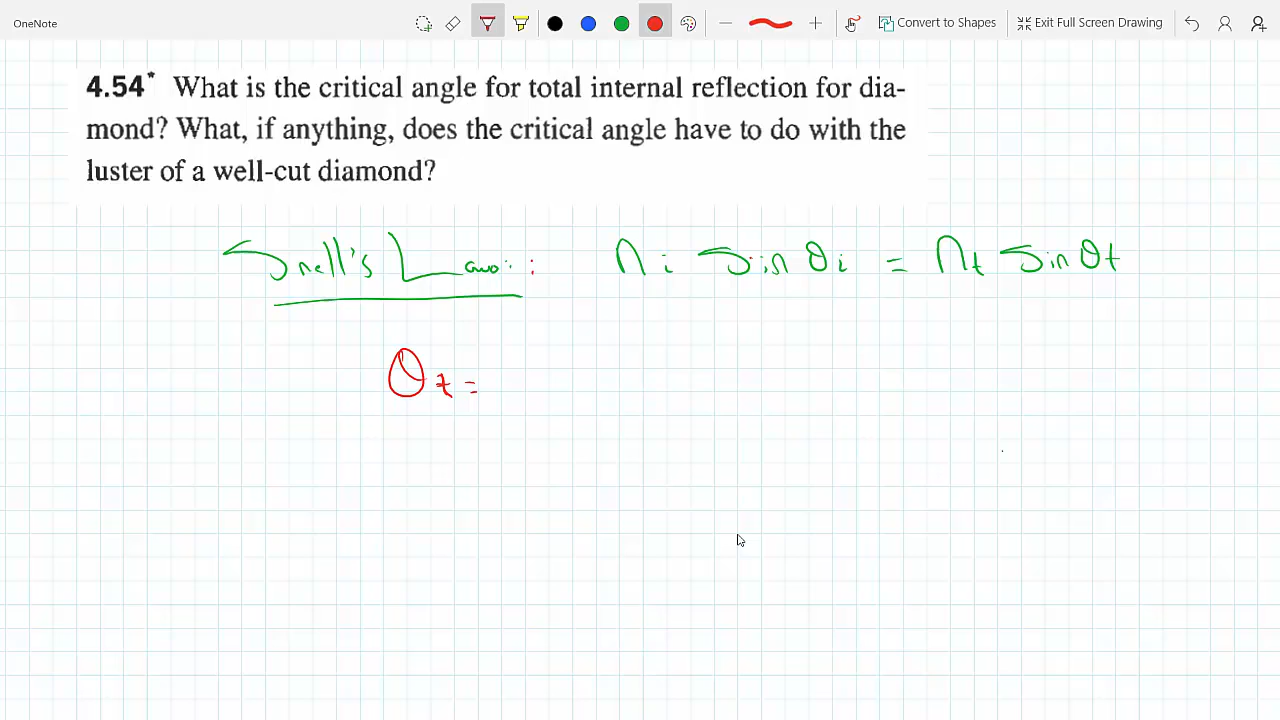 OneNote
Convert to Shapes
Exit Full Screen Drawing
4.54* What is the critical angle for total internal reflection for dia-
mond? What, if anything, does the critical angle have to do with the
luster of a well-cut diamond?
Snell's Law: : ni sin θi = nt sin θt
θt =